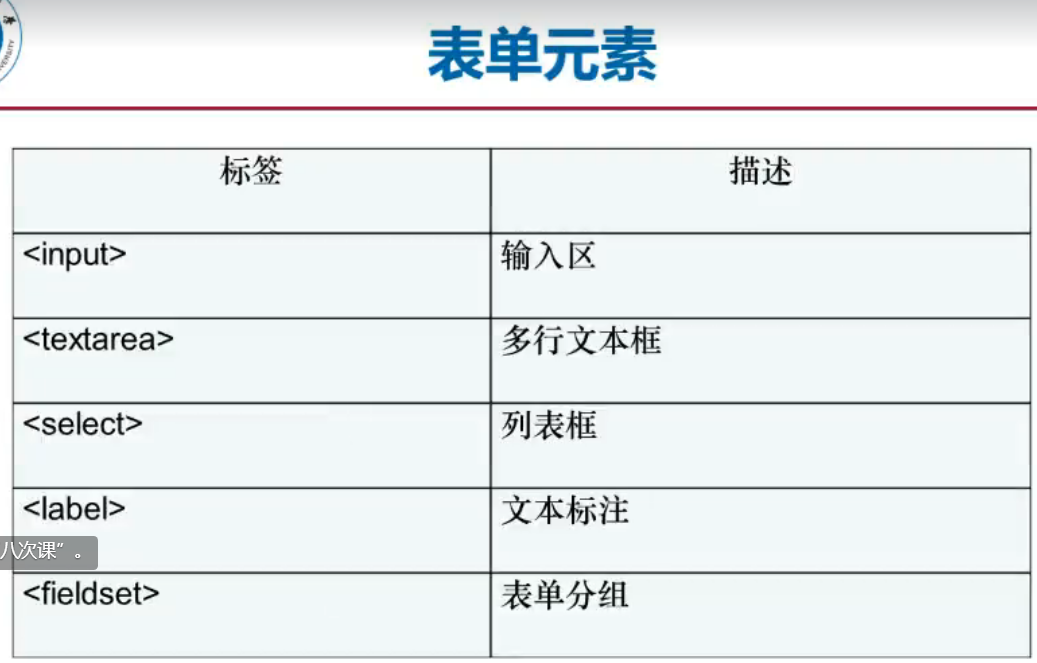 表单元素
标签 描述
<input> 输入区
<textarea> 多行文本框
<select> 列表框
<label> 文本标注
八次课”。
<fieldset> 表单分组